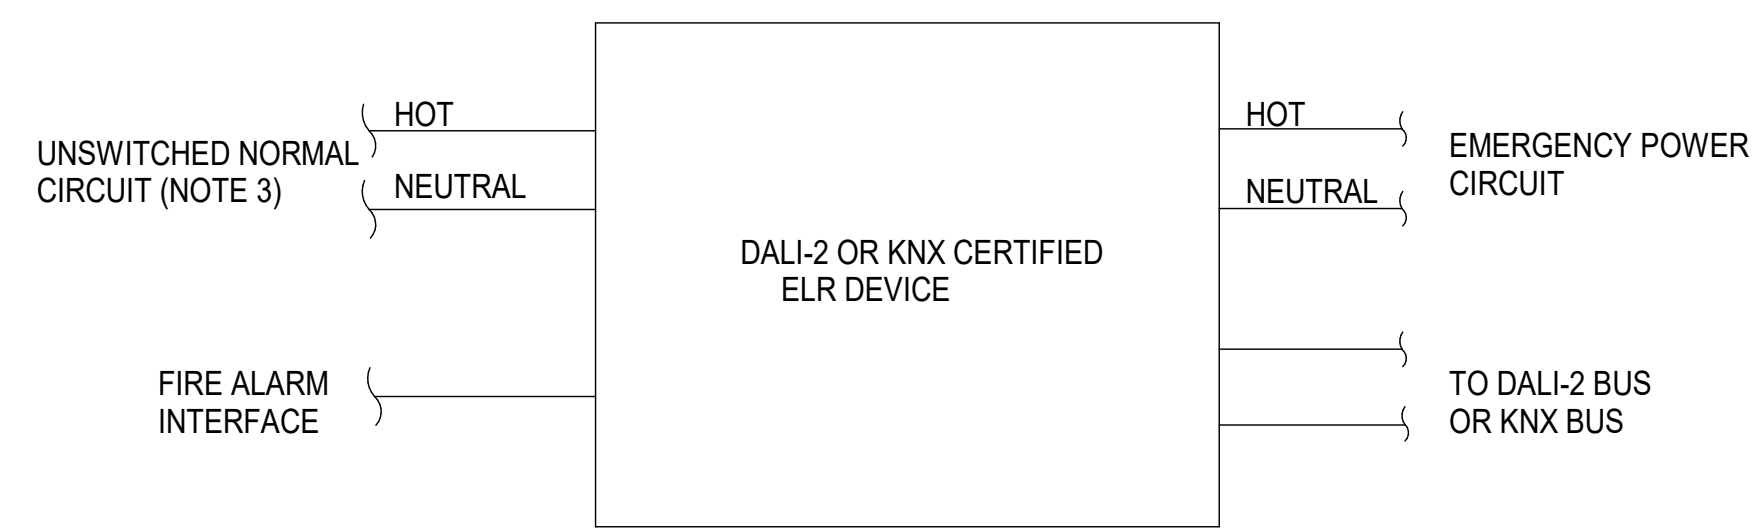 HOT
UNSWITCHED NORMAL
CIRCUIT (NOTE 3)
NEUTRAL
FIRE ALARM
INTERFACE
DALI-2 OR KNX CERTIFIED
ELR DEVICE
HOT
NEUTRAL
EMERGENCY POWER
CIRCUIT
TO DALI-2 BUS
OR KNX BUS